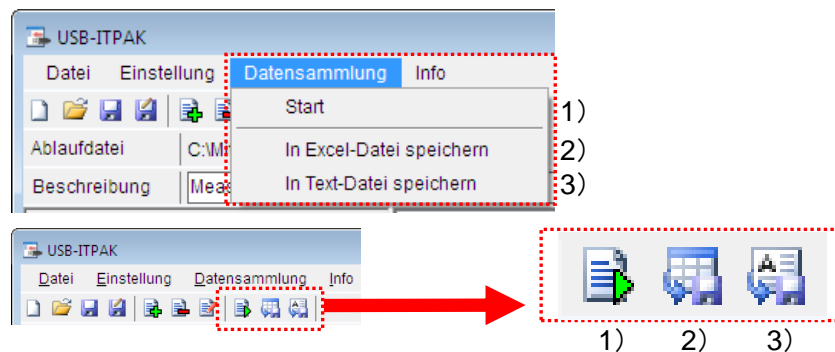 USB-ITPAK
Datei Einstellung Datensammlung Info
Start 1)
Ablaufdatei C:\ In Excel-Datei speichern 2)
Beschreibung Meas In Text-Datei speichern 3)
USB-ITPAK
Datei Einstellung Datensammlung Info
A
1) 2) 3)